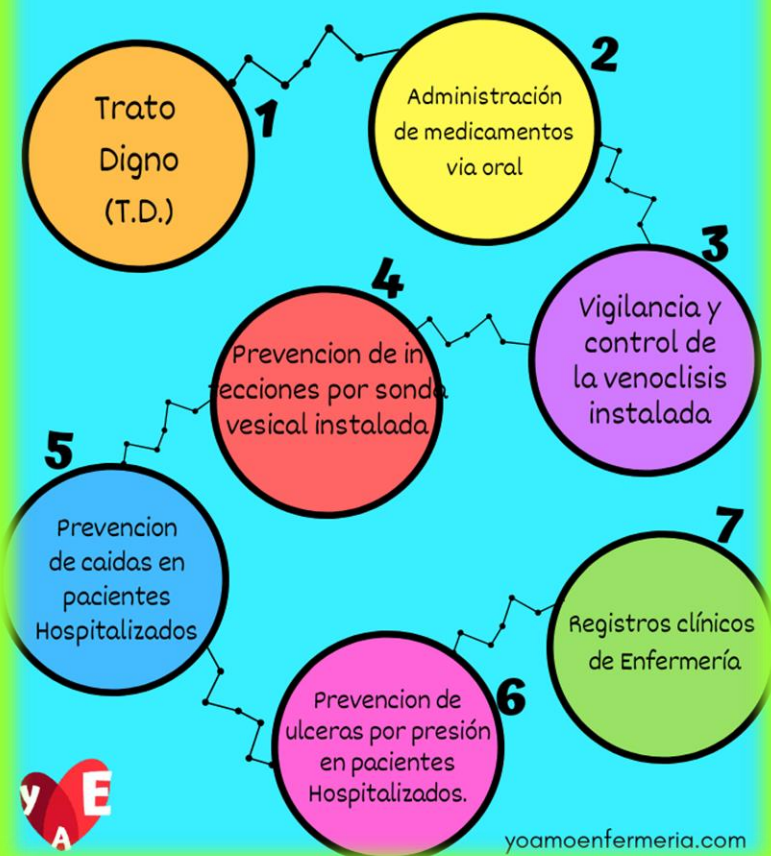 1
Trato
Digno
(T.D.)
2
Administración
de medicamentos
via oral
3
Vigilancia y
control de
la venoclisis
instalada
4
Prevencion de in
fecciones por sonda
vesical instalada
5
Prevencion
de caidas en
pacientes
Hospitalizados
6
Prevencion de
ulceras por presión
en pacientes
Hospitalizados.
7
Registros clínicos
de Enfermería
y E
A
yoamoenfermeria.com